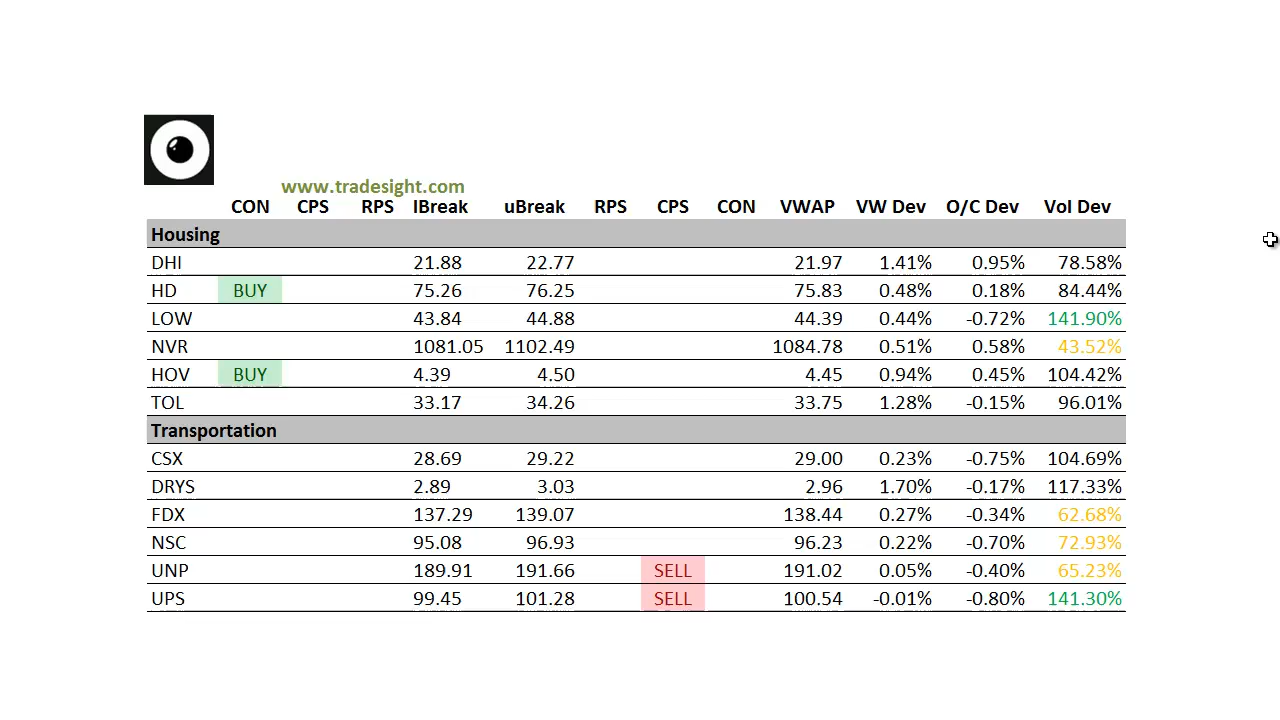 www.tradesight.com
CON CPS RPS lBreak uBreak RPS CPS CON VWAP VW Dev O/C Dev Vol Dev
Housing
DHI 21.88 22.77 21.97 1.41% 0.95% 78.58%
HD BUY 75.26 76.25 75.83 0.48% 0.18% 84.44%
LOW 43.84 44.88 44.39 0.44% -0.72% 141.90%
NVR 1081.05 1102.49 1084.78 0.51% 0.58% 43.52%
HOV BUY 4.39 4.50 4.45 0.94% 0.45% 104.42%
TOL 33.17 34.26 33.75 1.28% -0.15% 96.01%
Transportation
CSX 28.69 29.22 29.00 0.23% -0.75% 104.69%
DRYS 2.89 3.03 2.96 1.70% -0.17% 117.33%
FDX 137.29 139.07 138.44 0.27% -0.34% 62.68%
NSC 95.08 96.93 96.23 0.22% -0.70% 72.93%
UNP 189.91 191.66 SELL 191.02 0.05% -0.40% 65.23%
UPS 99.45 101.28 SELL 100.54 -0.01% -0.80% 141.30%